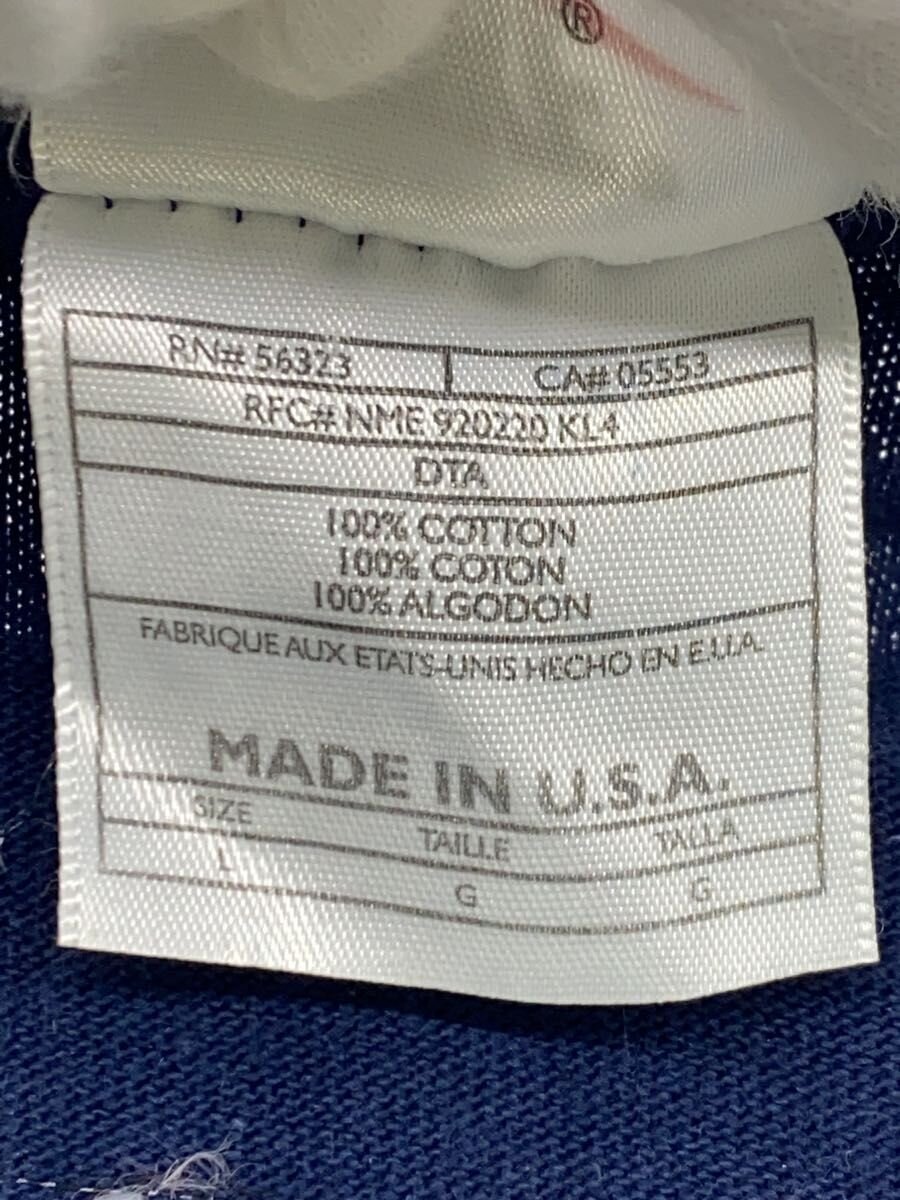 ®
RN# 56323 CA# 05553
RFC# NME 920220 KL4
DTA
100% COTTON
100% COTON
100% ALGODON
FABRIQUE AUX ETATS-UNIS HECHO EN E.U.A.
MADE IN U.S.A.
SIZE TAILLE TALLA
L G G